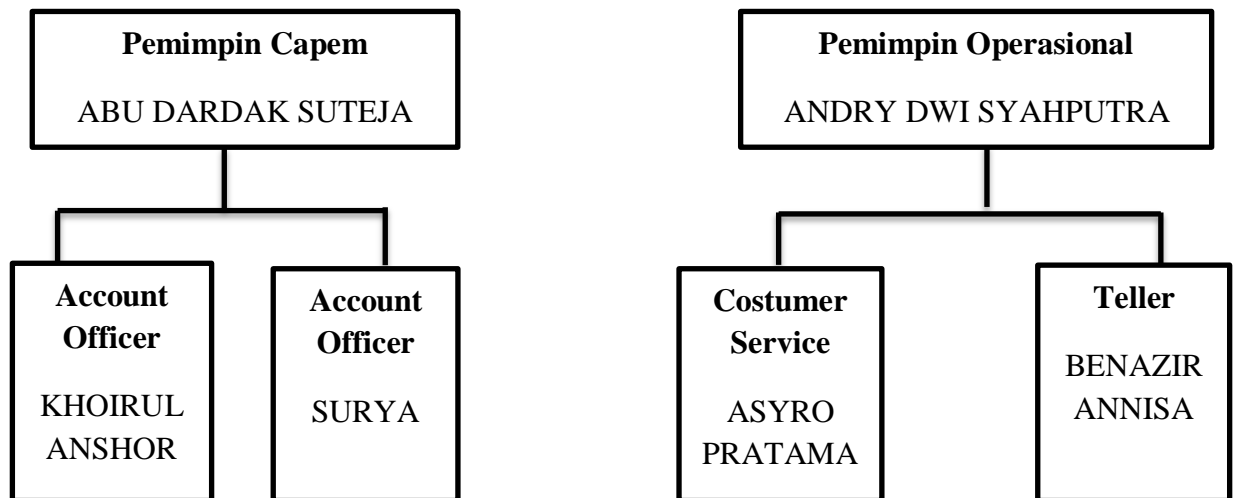 Pemimpin Capem
ABU DARDAK SUTEJA
Pemimpin Operasional
ANDRY DWI SYAHPUTRA
Account
Officer
KHOIRUL
ANSHOR
Account
Officer
SURYA
Costumer
Service
ASYRO
PRATAMA
Teller
BENAZIR
ANNISA